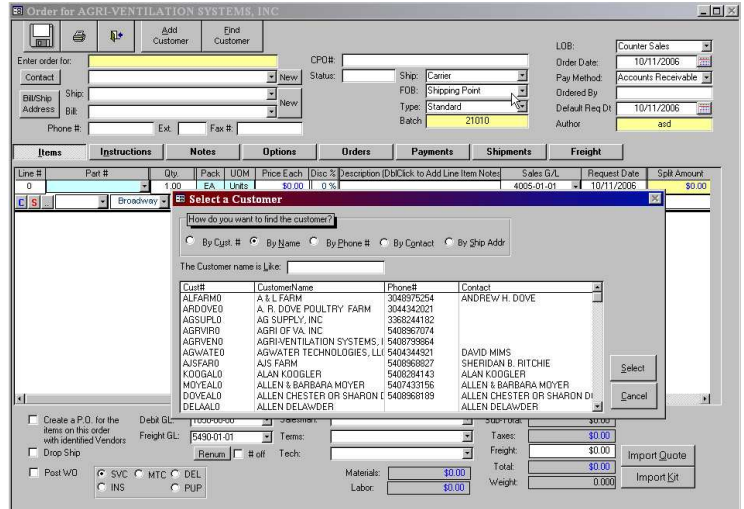 Order for AGRI-VENTILATION SYSTEMS, INC
Add Customer
Find Customer
Enter order for:
CPO#:
LOB: Counter Sales
Order Date: 10/11/2006
Contact
New
Status:
Ship: Carrier
Pay Method: Accounts Receivable
Bill/Ship Address
Ship:
New
FOB: Shipping Point
Ordered By
Bill:
Type: Standard
Default Req Dt 10/11/2006
Phone #:
Ext.
Fax #:
Batch 21010
Author asd
Items Instructions Notes Options Orders Payments Shipments Freight
Line # Part # Qty. Pack UOM Price Each Disc % Description (DblClick to Add Line Item Notes Sales G/L Request Date Split Amount
0 1.00 EA Units $0.00 0 % 4005-01-01 10/11/2006 $0.00
C S ... Broadway
Select a Customer
How do you want to find the customer?
By Cust. # By Name By Phone # By Contact By Ship Addr
The Customer name is Like:
Cust# CustomerName Phone# Contact
ALFARM0 A & L FARM 3048975254 ANDREW H. DOVE
ARDOVE0 A. R. DOVE POULTRY FARM 3044342021
AGSUPL0 AG SUPPLY, INC 3368244182
AGRVIR0 AGRI OF VA. INC 5408967074
AGRVEN0 AGRI-VENTILATION SYSTEMS, I 5408799864
AGWATE0 AGWATER TECHNOLOGIES, LLC 5404344921 DAVID MIMS
AJSFAR0 AJS FARM 5408968827 SHERIDAN B. RITCHIE
KOOGAL0 ALAN KOOGLER 5408284143 ALAN KOOGLER
MOYEAL0 ALLEN & BARBARA MOYER 5407433156 ALLEN & BARBARA MOYER
DOVEAL0 ALLEN CHESTER OR SHARON D 5408968189 ALLEN CHESTER OR SHARON DO
DELAAL0 ALLEN DELAWDER ALLEN DELAWDER
Select
Cancel
Create a P.O. for the items on this order with identified Vendors
Debit GL: 1050-00-00
Salesman:
Sub-Total: $0.00
Freight GL: 5490-01-01
Terms:
Taxes: $0.00
Drop Ship
Renum # off
Tech:
Freight: $0.00
Import Quote
Post WO
SVC MTC DEL
INS PUP
Materials: $0.00
Total: $0.00
Labor: $0.00
Weight: 0.000
Import Kit